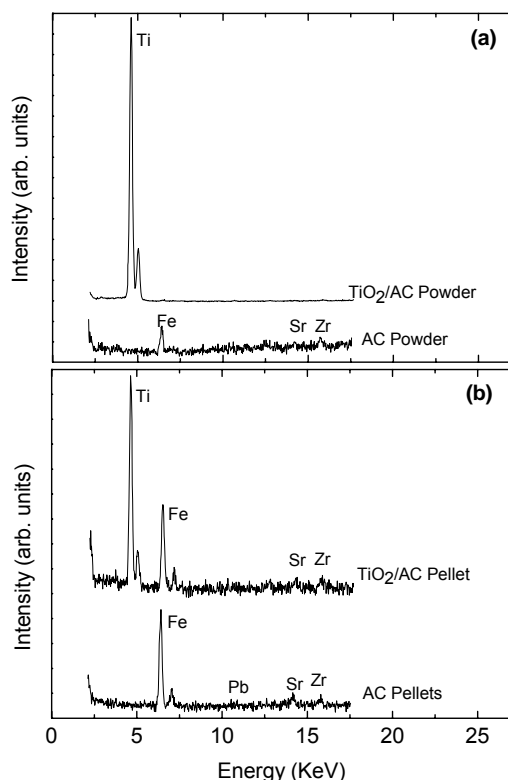 (a)
Ti
Intensity (arb. units)
TiO2/AC Powder
Fe
Sr Zr
AC Powder
(b)
Ti
Intensity (arb. units)
Fe
Sr Zr
TiO2/AC Pellet
Fe
Pb
Sr Zr
AC Pellets
0 5 10 15 20 25
Energy (KeV)